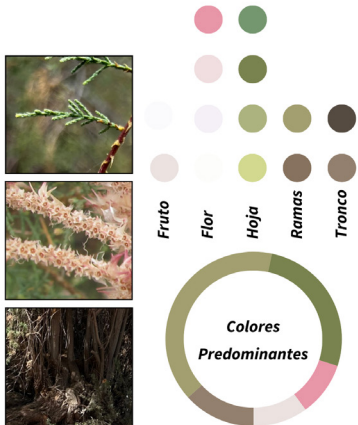 Fruto
Flor
Hoja
Ramas
Tronco
Colores
Predominantes